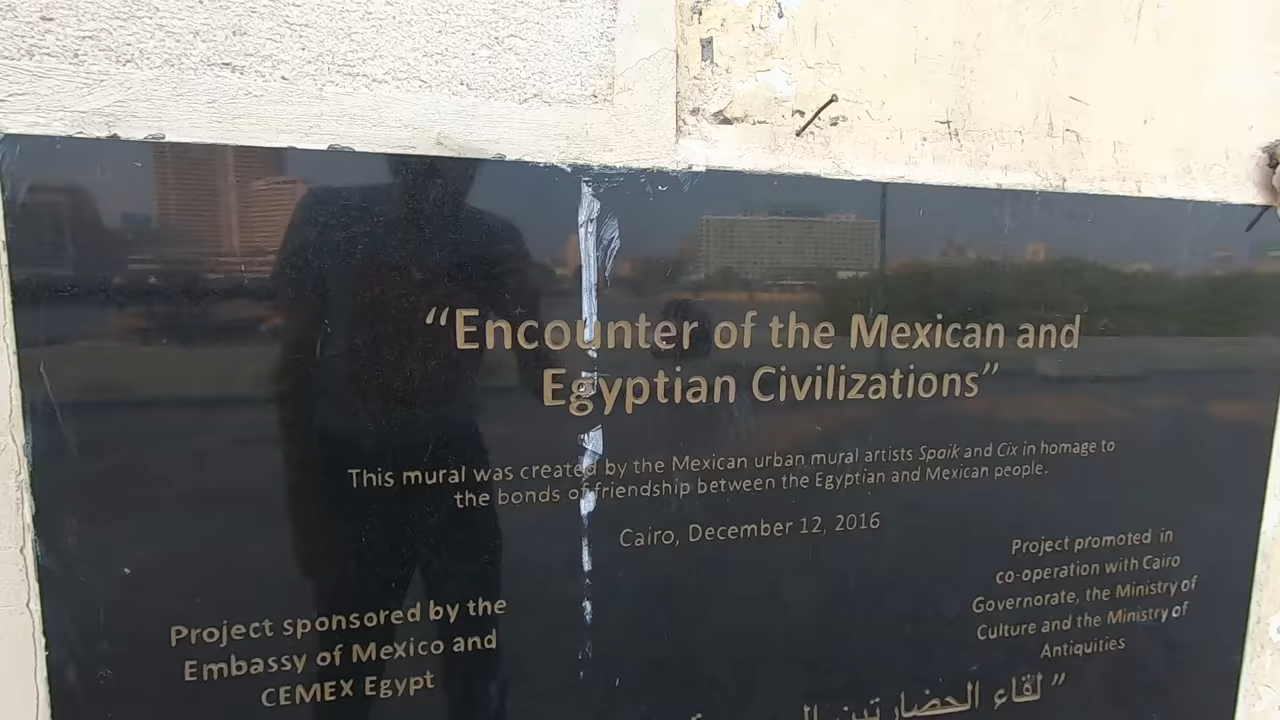 “Encounter of the Mexican and
Egyptian Civilizations”
This mural was created by the Mexican urban mural artists Spaik and Cix in homage to
the bonds of friendship between the Egyptian and Mexican people.
Cairo, December 12, 2016
Project promoted in
co-operation with Cairo
Governorate, the Ministry of
Culture and the Ministry of
Antiquities
Project sponsored by the
Embassy of Mexico and
CEMEX Egypt
” لقاء الحضارتين